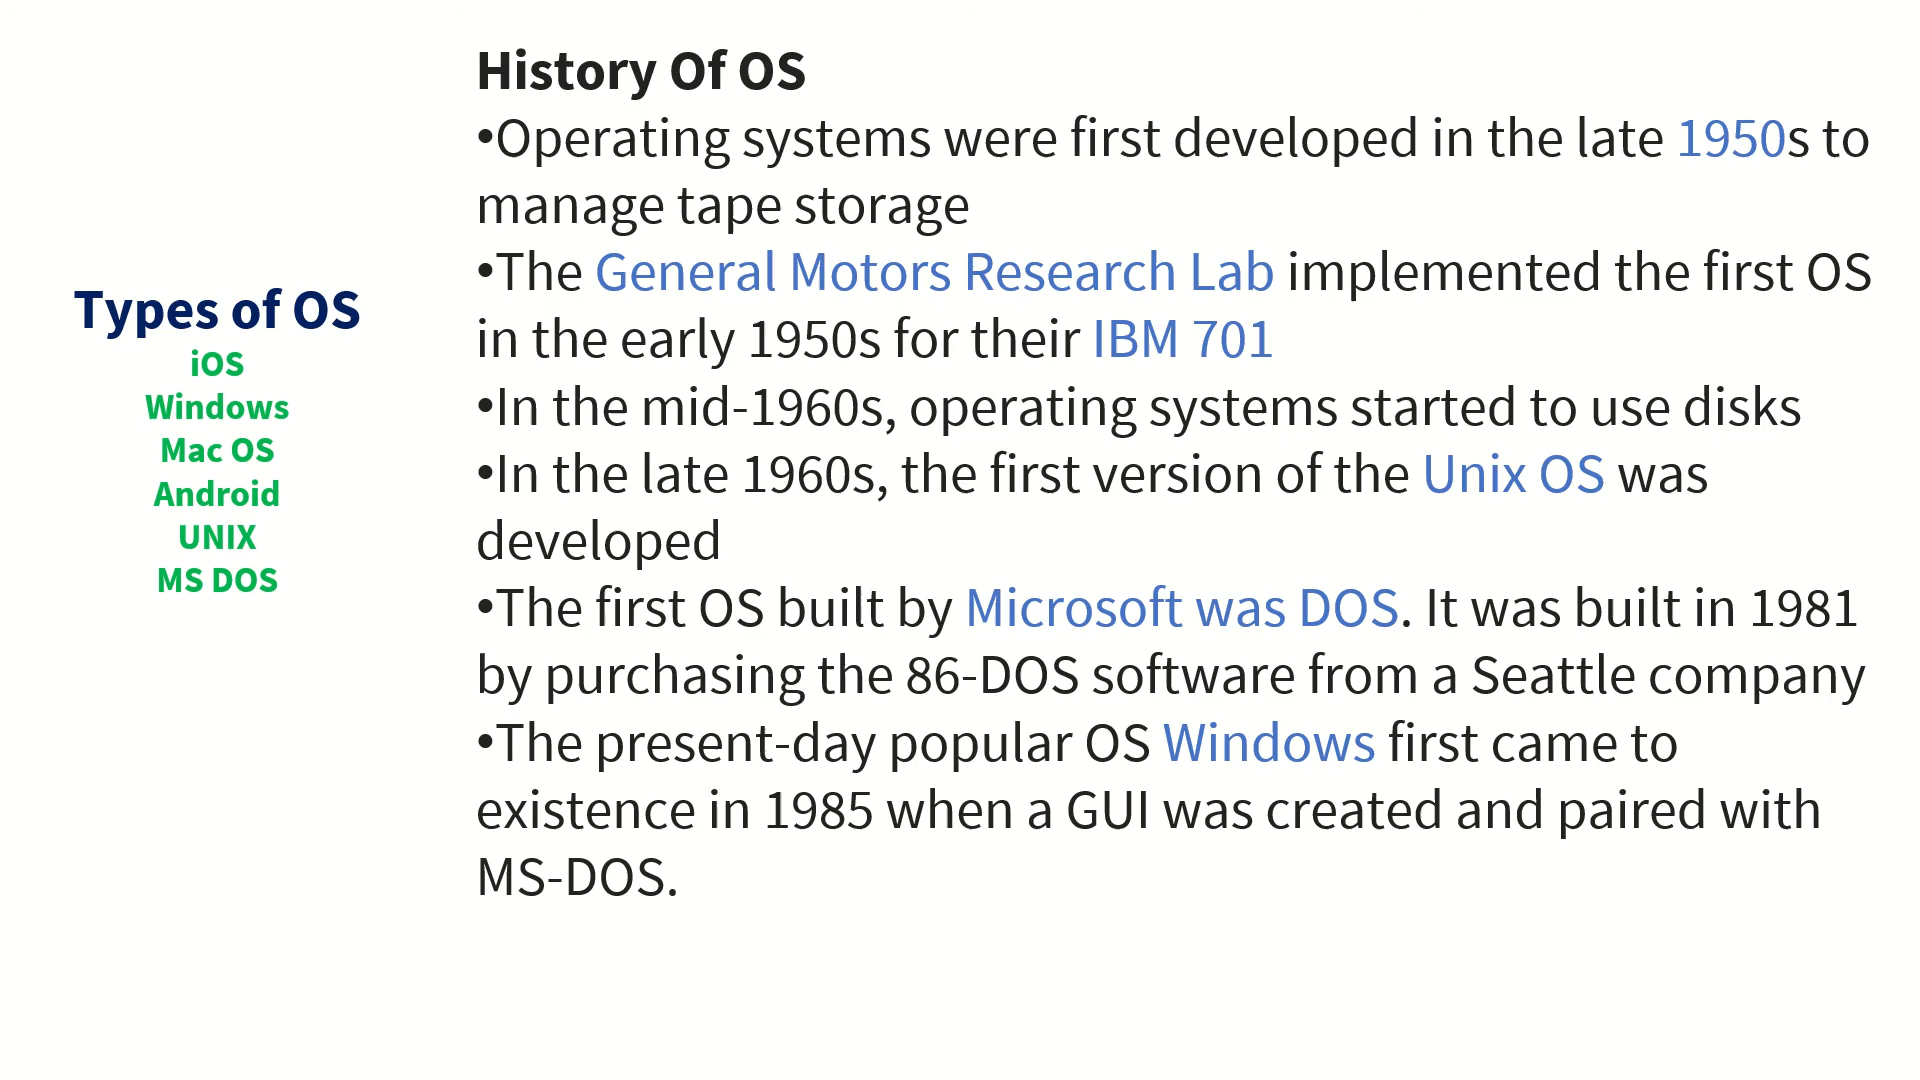 Types of OS
iOS
Windows
Mac OS
Android
UNIX
MS DOS
History Of OS
•Operating systems were first developed in the late 1950s to
manage tape storage
•The General Motors Research Lab implemented the first OS
in the early 1950s for their IBM 701
•In the mid-1960s, operating systems started to use disks
•In the late 1960s, the first version of the Unix OS was
developed
•The first OS built by Microsoft was DOS. It was built in 1981
by purchasing the 86-DOS software from a Seattle company
•The present-day popular OS Windows first came to
existence in 1985 when a GUI was created and paired with
MS-DOS.